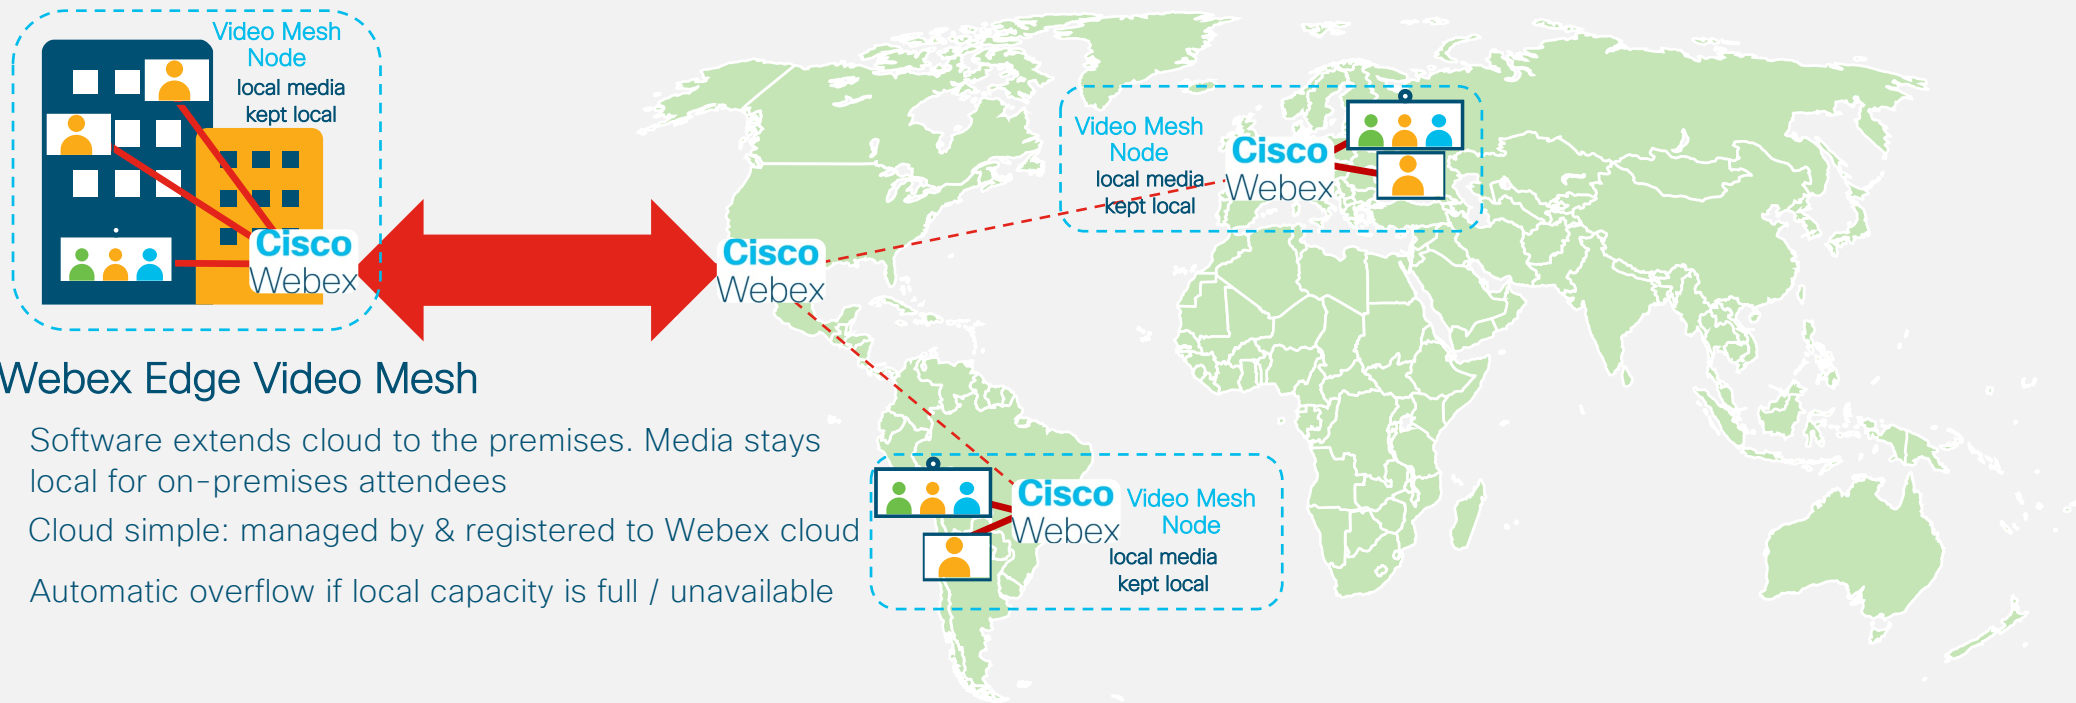 Video Mesh
Node
local media
kept local
Cisco
Webex
Cisco
Webex
Video Mesh
Node
local media
kept local
Cisco
Webex
Webex Edge Video Mesh
Software extends cloud to the premises. Media stays
local for on-premises attendees
Cloud simple: managed by & registered to Webex cloud
Automatic overflow if local capacity is full / unavailable
Cisco
Webex
Video Mesh
Node
local media
kept local